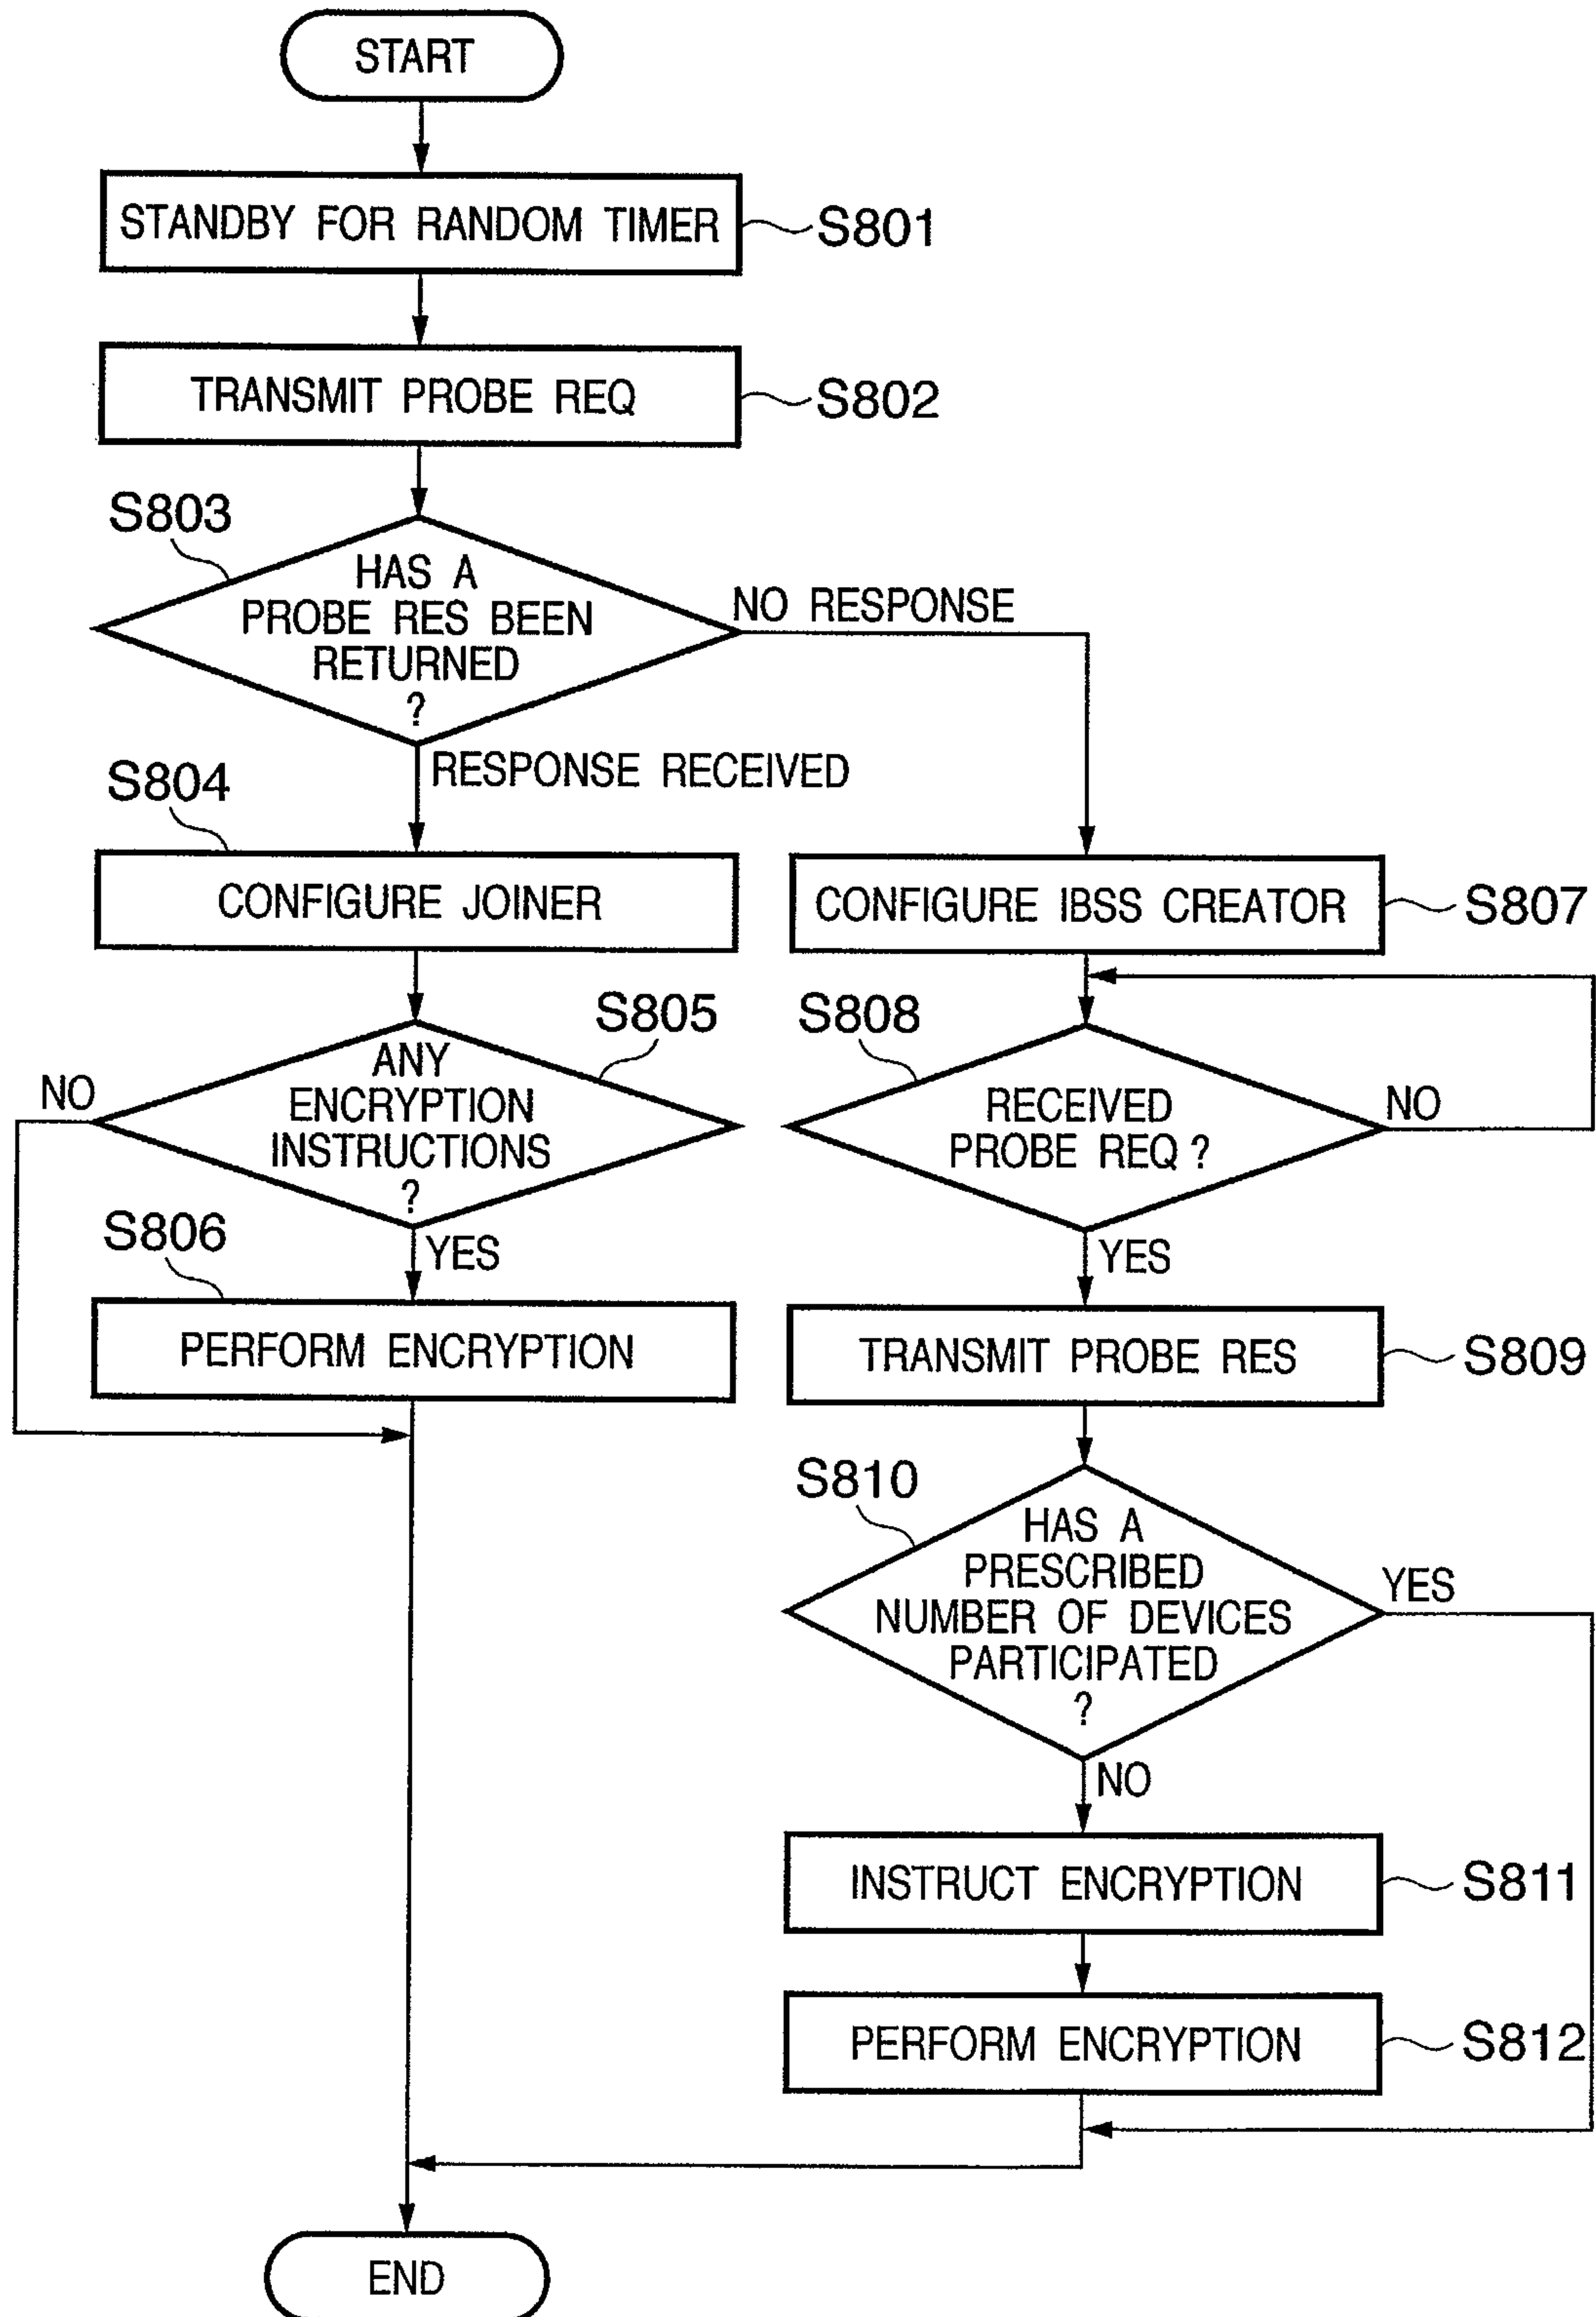 START
STANDBY FOR RANDOM TIMER
S801
TRANSMIT PROBE REQ
S802
S803
HAS A
PROBE RES BEEN
RETURNED
?
NO RESPONSE
RESPONSE RECEIVED
S804
CONFIGURE JOINER
CONFIGURE IBSS CREATOR
S807
S805
ANY
ENCRYPTION
INSTRUCTIONS
?
NO
YES
S808
RECEIVED
PROBE REQ ?
NO
YES
S806
PERFORM ENCRYPTION
TRANSMIT PROBE RES
S809
S810
HAS A
PRESCRIBED
NUMBER OF DEVICES
PARTICIPATED
?
YES
NO
INSTRUCT ENCRYPTION
S811
PERFORM ENCRYPTION
S812
END